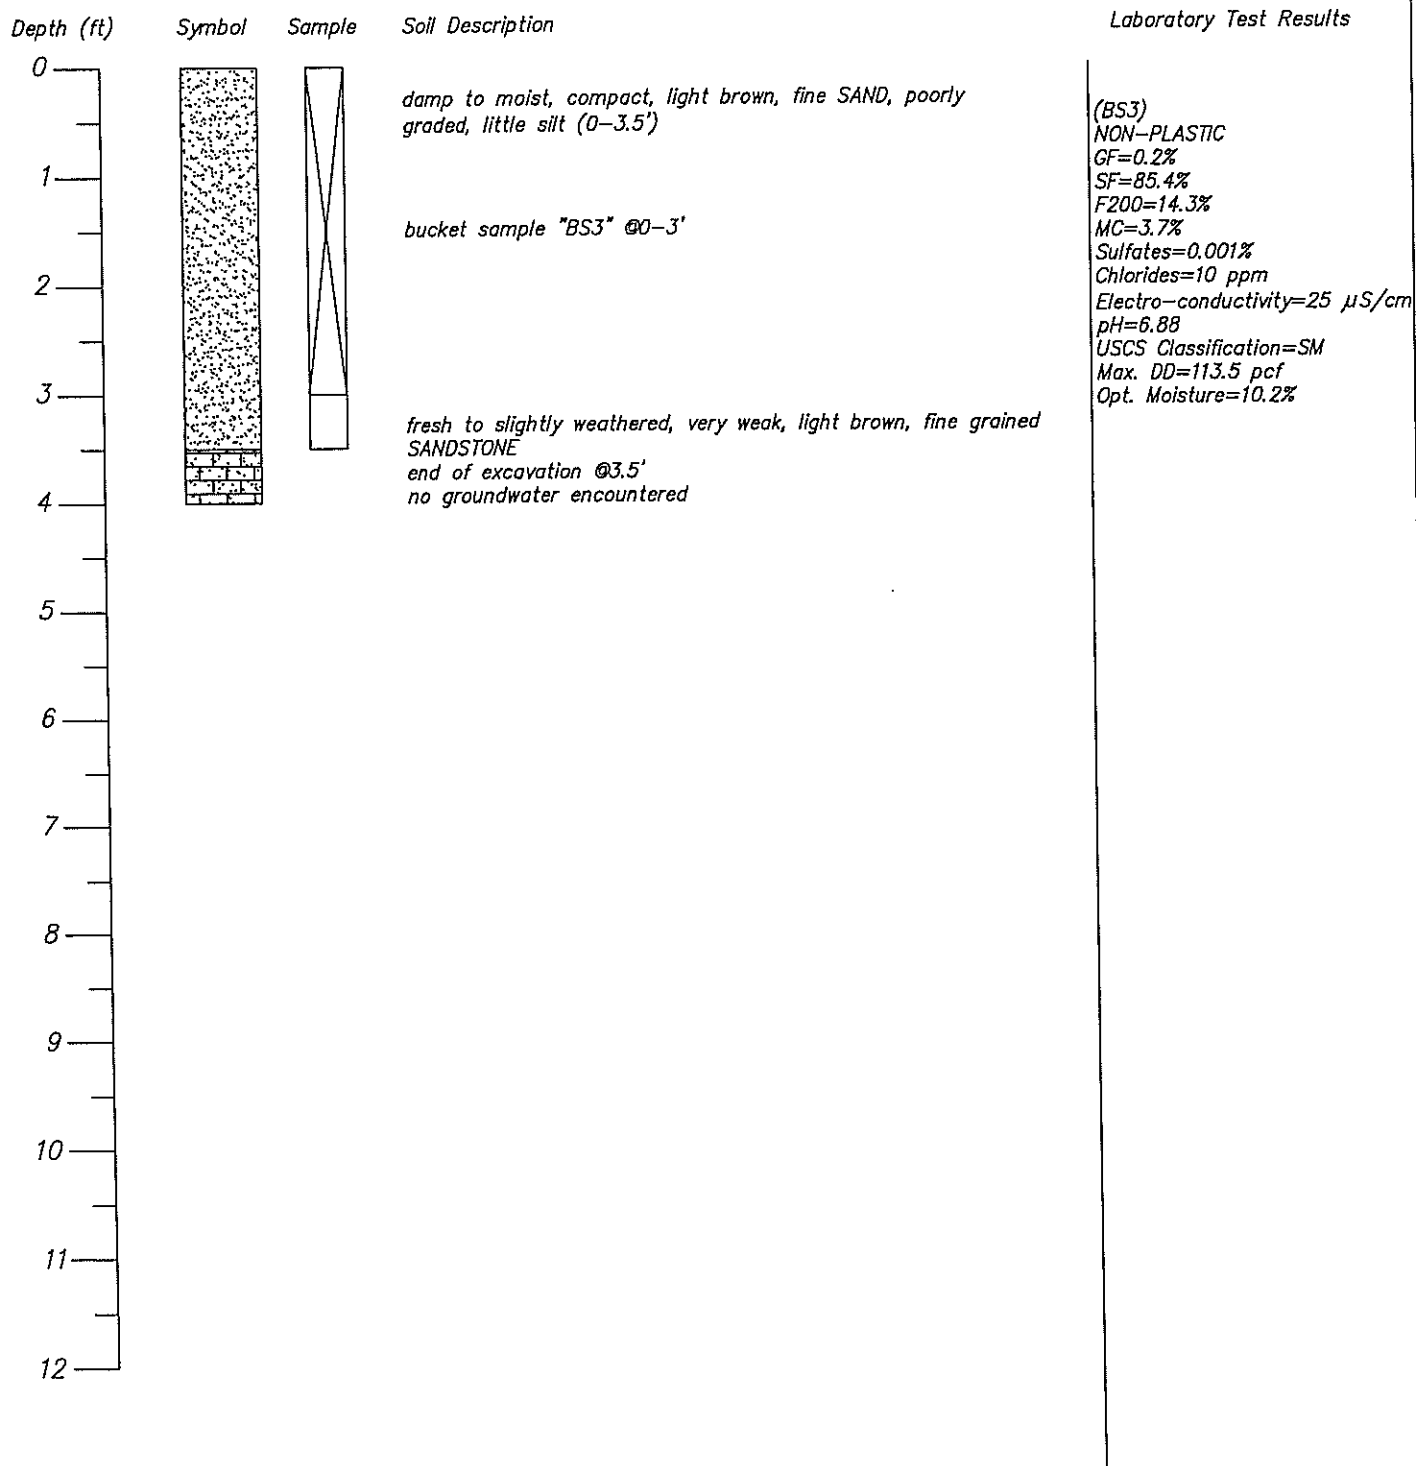 Depth (ft) Symbol Sample Soil Description Laboratory Test Results
0
damp to moist, compact, light brown, fine SAND, poorly
graded, little silt (0-3.5')
1
bucket sample "BS3" @0-3'
2
3
fresh to slightly weathered, very weak, light brown, fine grained
SANDSTONE
end of excavation @3.5'
no groundwater encountered
4
5
6
7
8
9
10
11
12
(BS3)
NON-PLASTIC
GF=0.2%
SF=85.4%
F200=14.3%
MC=3.7%
Sulfates=0.001%
Chlorides=10 ppm
Electro-conductivity=25 µS/cm
pH=6.88
USCS Classification=SM
Max. DD=113.5 pcf
Opt. Moisture=10.2%